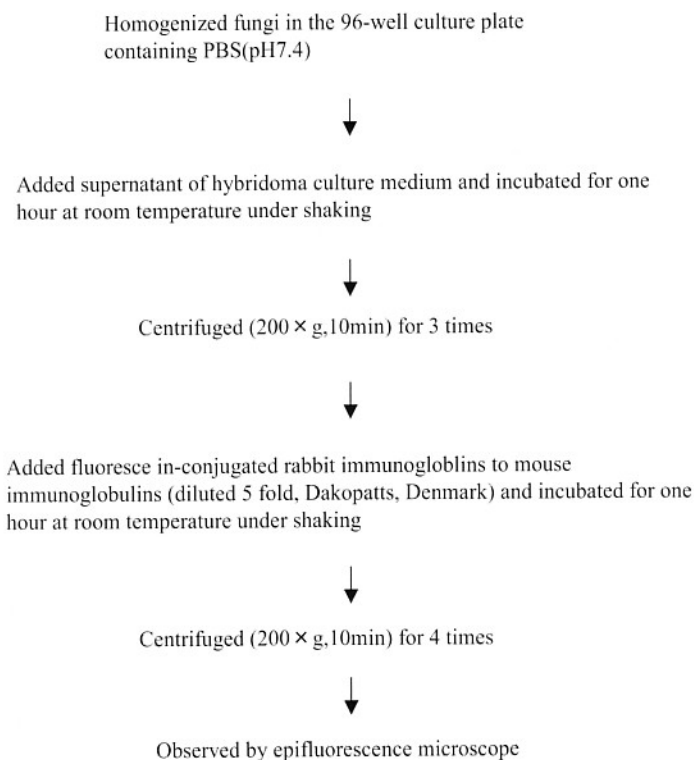 Homogenized fungi in the 96-well culture plate
containing PBS(pH7.4)
Added supernatant of hybridoma culture medium and incubated for one
hour at room temperature under shaking
Centrifuged (200 × g,10min) for 3 times
Added fluoresce in-conjugated rabbit immunogloblins to mouse
immunoglobulins (diluted 5 fold, Dakopatts, Denmark) and incubated for one
hour at room temperature under shaking
Centrifuged (200 × g,10min) for 4 times
Observed by epifluorescence microscope